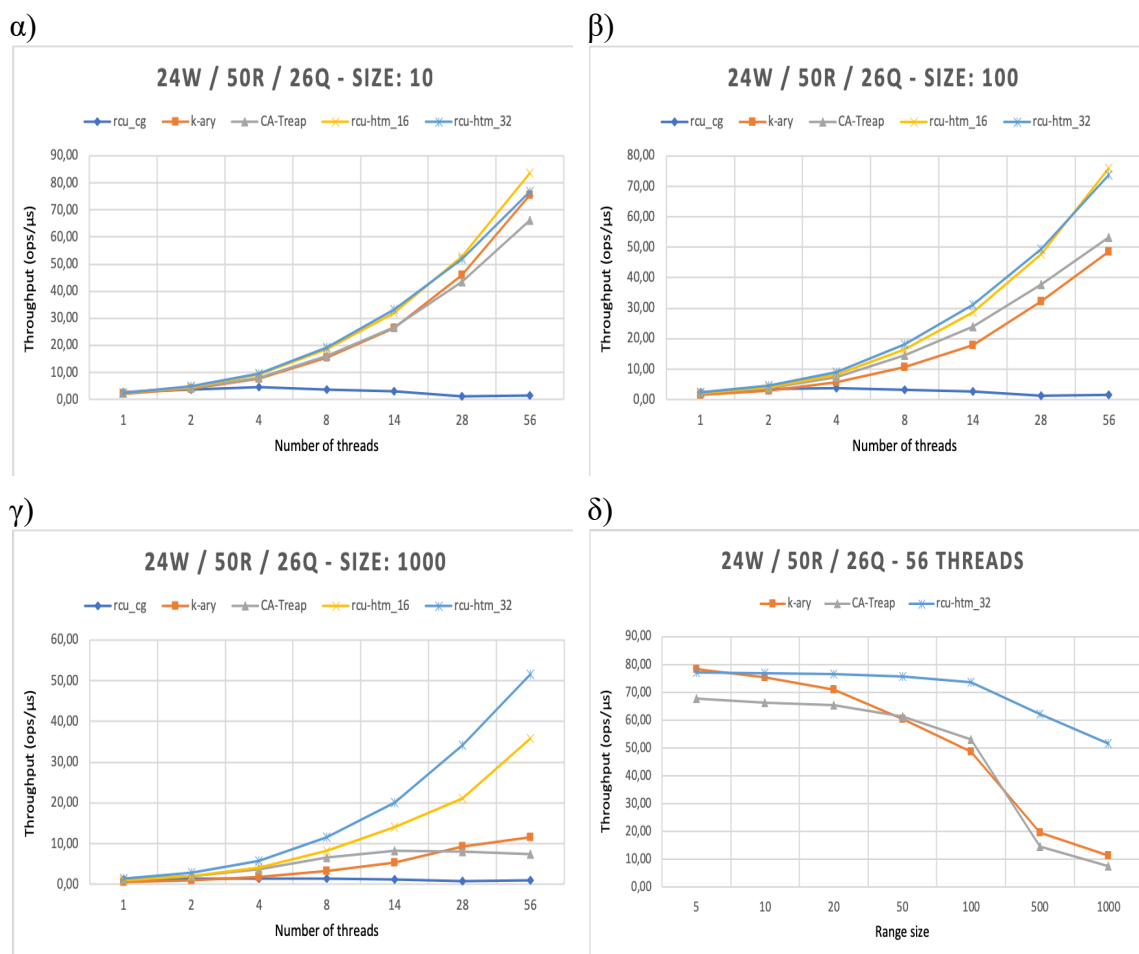 α)
24W / 50R / 26Q - SIZE: 10
rcu_cg k-ary CA-Treap rcu-htm_16 rcu-htm_32
Throughput (ops/μs)
90,00
80,00
70,00
60,00
50,00
40,00
30,00
20,00
10,00
0,00
1 2 4 8 14 28 56
Number of threads
β)
24W / 50R / 26Q - SIZE: 100
rcu_cg k-ary CA-Treap rcu-htm_16 rcu-htm_32
Throughput (ops/μs)
80,00
70,00
60,00
50,00
40,00
30,00
20,00
10,00
0,00
1 2 4 8 14 28 56
Number of threads
γ)
24W / 50R / 26Q - SIZE: 1000
rcu_cg k-ary CA-Treap rcu-htm_16 rcu-htm_32
Throughput (ops/μs)
60,00
50,00
40,00
30,00
20,00
10,00
0,00
1 2 4 8 14 28 56
Number of threads
δ)
24W / 50R / 26Q - 56 THREADS
k-ary CA-Treap rcu-htm_32
Throughput (ops/μs)
90,00
80,00
70,00
60,00
50,00
40,00
30,00
20,00
10,00
0,00
5 10 20 50 100 500 1000
Range size